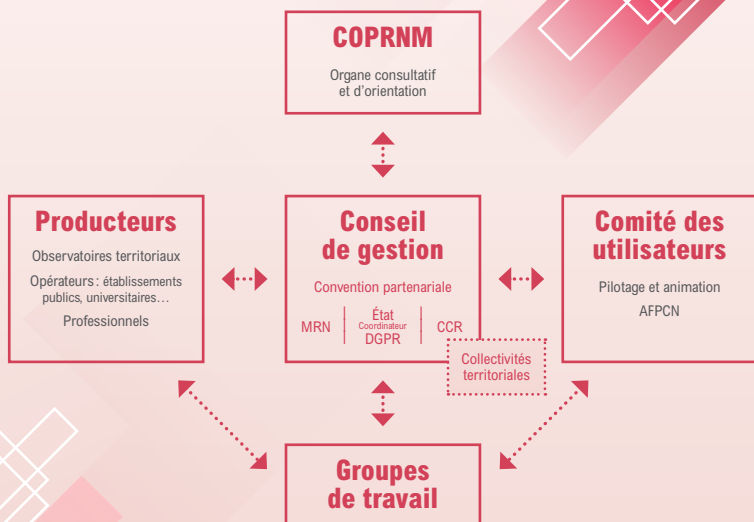 COPRNM
Organe consultatif
et d'orientation
Producteurs
Observatoires territoriaux
Opérateurs : établissements
publics, universitaires...
Professionnels
Conseil
de gestion
Convention partenariale
MRN
État
Coordinateur
DGPR
CCR
Collectivités
territoriales
Comité des
utilisateurs
Pilotage et animation
AFPCN
Groupes
de travail